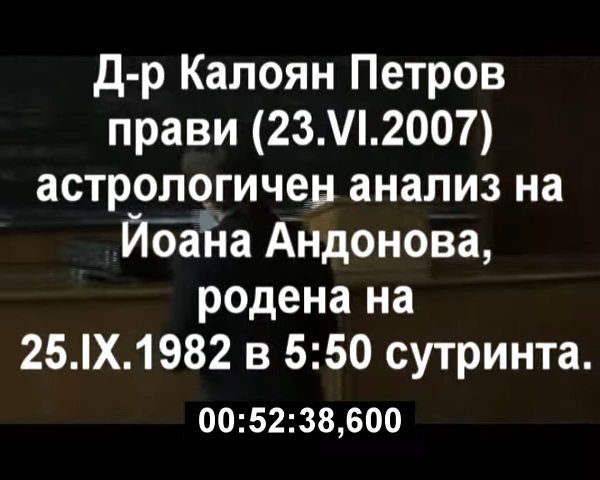 Д-р Калоян Петров
прави (23.VI.2007)
астрологичен анализ на
Йоана Андонова,
родена на
25.IX.1982 в 5:50 сутринта.
00:52:38,600